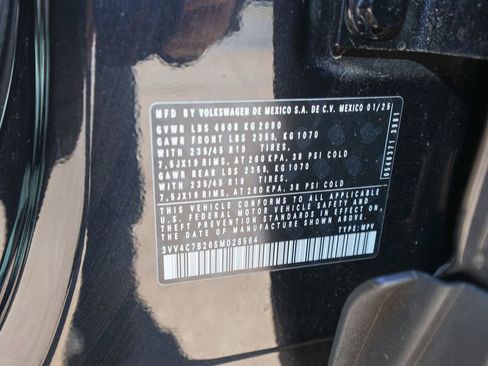 MFD BY VOLKSWAGEN DE MEXICO S.A. DE C.V. MEXICO 01/25
GVWR LBS 4608 KG 2090
GAWR FRONT LBS 2359, KG 1070
WITH 235/45 R19 TIRES,
7.5JX19 RIMS, AT 260 KPA, 38 PSI COLD
GAWR REAR LBS 2359, KG 1070
WITH 235/45 R19 TIRES,
7.5JX19 RIMS, AT 260 KPA, 38 PSI COLD
THIS VEHICLE CONFORMS TO ALL APPLICABLE
U.S. FEDERAL MOTOR VEHICLE SAFETY AND
THEFT PREVENTION STANDARDS IN EFFECT ON
THE DATE OF MANUFACTURE SHOWN ABOVE.
3VV4C7B26SM028564 TYPE: MPV
0546371 3981